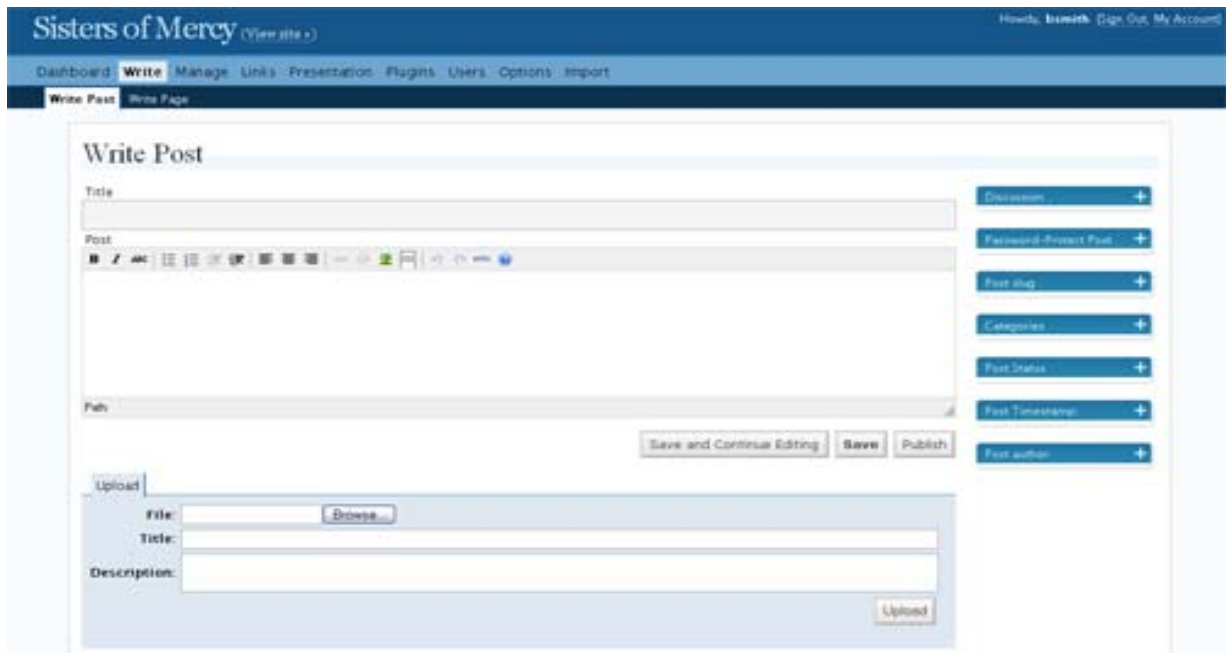 Sisters of Mercy (View site »)
Howdy, bsmith. [Sign Out, My Account]
Dashboard Write Manage Links Presentation Plugins Users Options Import
Write Post Write Page
Write Post
Title
Post
B I ABC
Path:
Save and Continue Editing Save Publish
Discussion +
Password-Protect Post +
Post slug +
Categories +
Post Status +
Post Timestamp +
Post author +
Upload
File: Browse...
Title:
Description:
Upload